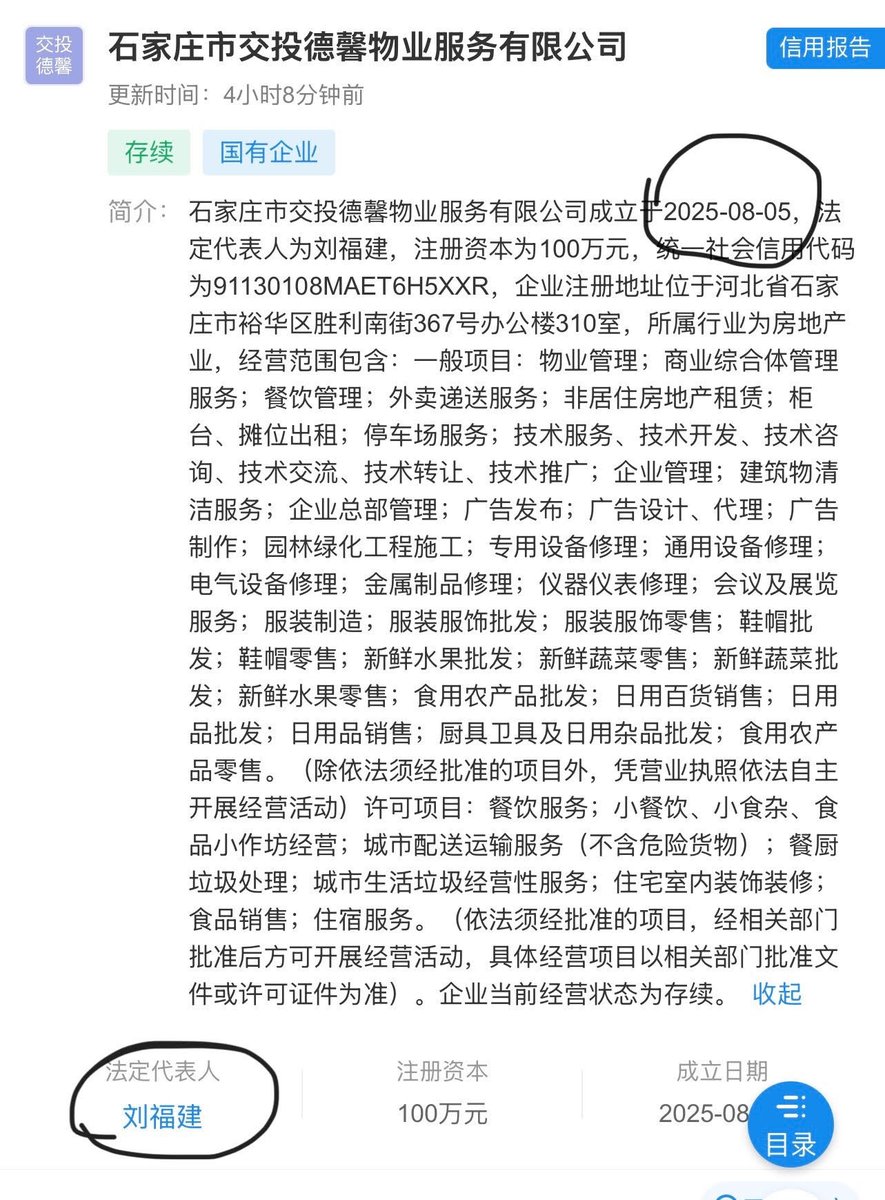 交投
德馨
石家庄市交投德馨物业服务有限公司
信用报告
更新时间：4小时8分钟前
存续
国有企业
简介：
石家庄市交投德馨物业服务有限公司成立于2025-08-05，法
定代表人为刘福建，注册资本为100万元，统一社会信用代码
为91130108MAET6H5XXR，企业注册地址位于河北省石家
庄市裕华区胜利南街367号办公楼310室，所属行业为房地产
业，经营范围包含：一般项目：物业管理；商业综合体管理
服务；餐饮管理；外卖递送服务；非居住房地产租赁；柜
台、摊位出租；停车场服务；技术服务、技术开发、技术咨
询、技术交流、技术转让、技术推广；企业管理；建筑物清
洁服务；企业总部管理；广告发布；广告设计、代理；广告
制作；园林绿化工程施工；专用设备修理；通用设备修理；
电气设备修理；金属制品修理；仪器仪表修理；会议及展览
服务；服装制造；服装服饰批发；服装服饰零售；鞋帽批
发；鞋帽零售；新鲜水果批发；新鲜蔬菜零售；新鲜蔬菜批
发；新鲜水果零售；食用农产品批发；日用百货销售；日用
品批发；日用品销售；厨具卫具及日用杂品批发；食用农产
品零售。（除依法须经批准的项目外，凭营业执照依法自主
开展经营活动）许可项目：餐饮服务；小餐饮、小食杂、食
品小作坊经营；城市配送运输服务（不含危险货物）；餐厨
垃圾处理；城市生活垃圾经营性服务；住宅室内装饰装修；
食品销售；住宿服务。（依法须经批准的项目，经相关部门
批准后方可开展经营活动，具体经营项目以相关部门批准文
件或许可证件为准）。企业当前经营状态为存续。 收起
法定代表人
刘福建
注册资本
100万元
成立日期
2025-08
目录